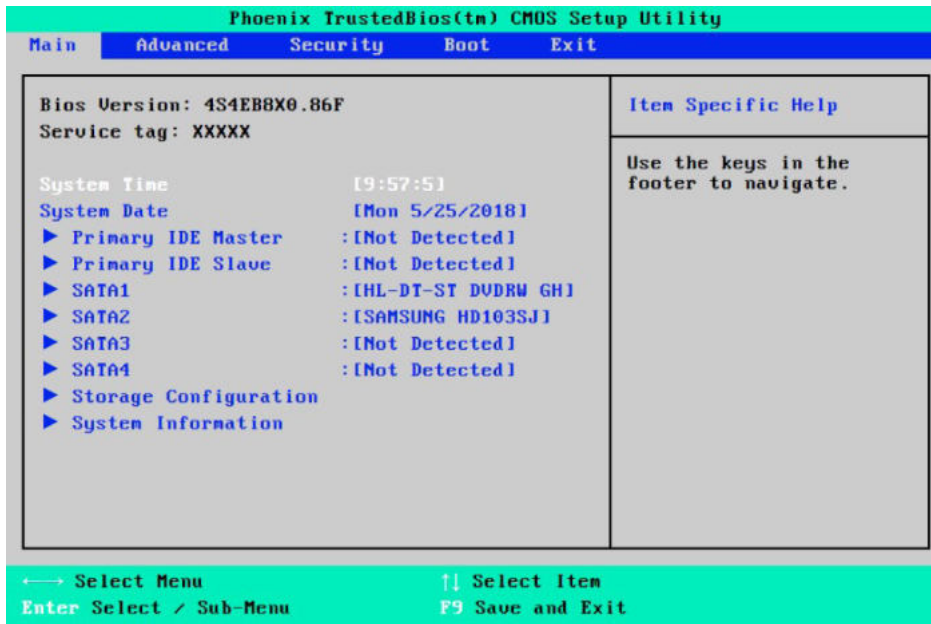 Phoenix TrustedBios(tm) CMOS Setup Utility
Main Advanced Security Boot Exit
Bios Version: 4S4EB8X0.86F
Service tag: XXXXX
System Time [9:57:5]
System Date [Mon 5/25/2018]
▶ Primary IDE Master :[Not Detected]
▶ Primary IDE Slave :[Not Detected]
▶ SATA1 :[HL-DT-ST DVDRW GH]
▶ SATA2 :[SAMSUNG HD103SJ]
▶ SATA3 :[Not Detected]
▶ SATA4 :[Not Detected]
▶ Storage Configuration
▶ System Information
Item Specific Help
Use the keys in the
footer to navigate.
←→ Select Menu ↑↓ Select Item
Enter Select / Sub-Menu F9 Save and Exit